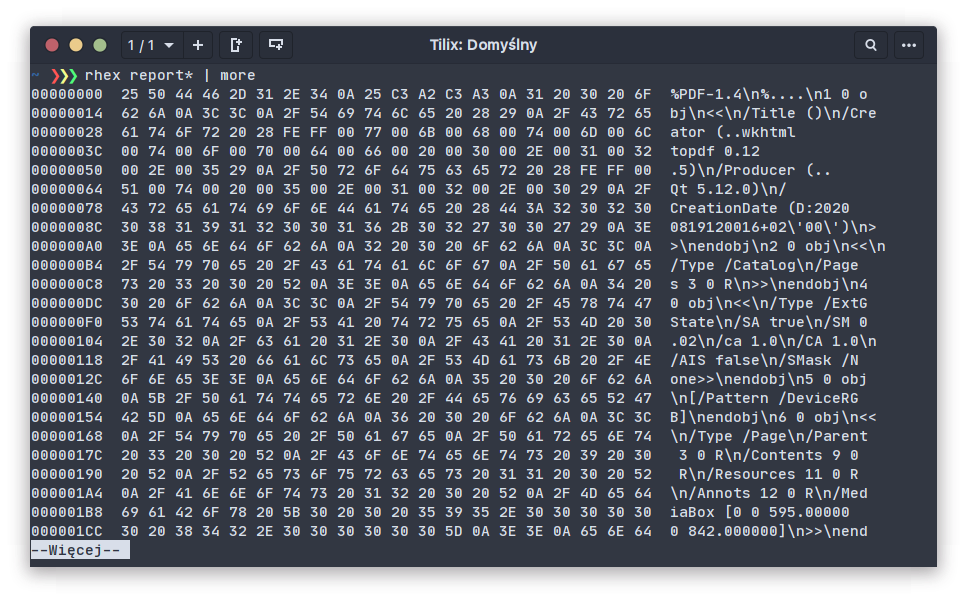 1 / 1
Tilix: Domyślny
~ ❯❯❯ rhex report* | more
00000000  25 50 44 46 2D 31 2E 34 0A 25 C3 A2 C3 A3 0A 31 20 30 20 6F  %PDF-1.4\n%....\n1 0 o
00000014  62 6A 0A 3C 3C 0A 2F 54 69 74 6C 65 20 28 29 0A 2F 43 72 65  bj\n<<\n/Title ()\n/Cre
00000028  61 74 6F 72 20 28 FE FF 00 77 00 6B 00 68 00 74 00 6D 00 6C  ator (..wkhtml
0000003C  00 74 00 6F 00 70 00 64 00 66 00 20 00 30 00 2E 00 31 00 32  topdf 0.12
00000050  00 2E 00 35 29 0A 2F 50 72 6F 64 75 63 65 72 20 28 FE FF 00  .5)\n/Producer (..
00000064  51 00 74 00 20 00 35 00 2E 00 31 00 32 00 2E 00 30 29 0A 2F  Qt 5.12.0)\n/
00000078  43 72 65 61 74 69 6F 6E 44 61 74 65 20 28 44 3A 32 30 32 30  CreationDate (D:2020
0000008C  30 38 31 39 31 32 30 30 31 36 2B 30 32 27 30 30 27 29 0A 3E  0819120016+02\'00\')\n>
000000A0  3E 0A 65 6E 64 6F 62 6A 0A 32 20 30 20 6F 62 6A 0A 3C 3C 0A  >\nendobj\n2 0 obj\n<<\n
000000B4  2F 54 79 70 65 20 2F 43 61 74 61 6C 6F 67 0A 2F 50 61 67 65  /Type /Catalog\n/Page
000000C8  73 20 33 20 30 20 52 0A 3E 3E 0A 65 6E 64 6F 62 6A 0A 34 20  s 3 0 R\n>>\nendobj\n4
000000DC  30 20 6F 62 6A 0A 3C 3C 0A 2F 54 79 70 65 20 2F 45 78 74 47  0 obj\n<<\n/Type /ExtG
000000F0  53 74 61 74 65 0A 2F 53 41 20 74 72 75 65 0A 2F 53 4D 20 30  State\n/SA true\n/SM 0
00000104  2E 30 32 0A 2F 63 61 20 31 2E 30 0A 2F 43 41 20 31 2E 30 0A  .02\n/ca 1.0\n/CA 1.0\n
00000118  2F 41 49 53 20 66 61 6C 73 65 0A 2F 53 4D 61 73 6B 20 2F 4E  /AIS false\n/SMask /N
0000012C  6F 6E 65 3E 3E 0A 65 6E 64 6F 62 6A 0A 35 20 30 20 6F 62 6A  one>>\nendobj\n5 0 obj
00000140  0A 5B 2F 50 61 74 74 65 72 6E 20 2F 44 65 76 69 63 65 52 47  \n[/Pattern /DeviceRG
00000154  42 5D 0A 65 6E 64 6F 62 6A 0A 36 20 30 20 6F 62 6A 0A 3C 3C  B]\nendobj\n6 0 obj\n<<
00000168  0A 2F 54 79 70 65 20 2F 50 61 67 65 0A 2F 50 61 72 65 6E 74  \n/Type /Page\n/Parent
0000017C  20 33 20 30 20 52 0A 2F 43 6F 6E 74 65 6E 74 73 20 39 20 30   3 0 R\n/Contents 9 0
00000190  20 52 0A 2F 52 65 73 6F 75 72 63 65 73 20 31 31 20 30 20 52   R\n/Resources 11 0 R
000001A4  0A 2F 41 6E 6E 6F 74 73 20 31 32 20 30 20 52 0A 2F 4D 65 64  \n/Annots 12 0 R\n/Med
000001B8  69 61 42 6F 78 20 5B 30 20 30 20 35 39 35 2E 30 30 30 30 30  iaBox [0 0 595.00000
000001CC  30 20 38 34 32 2E 30 30 30 30 30 30 5D 0A 3E 3E 0A 65 6E 64  0 842.000000]\n>>\nend
--Więcej--